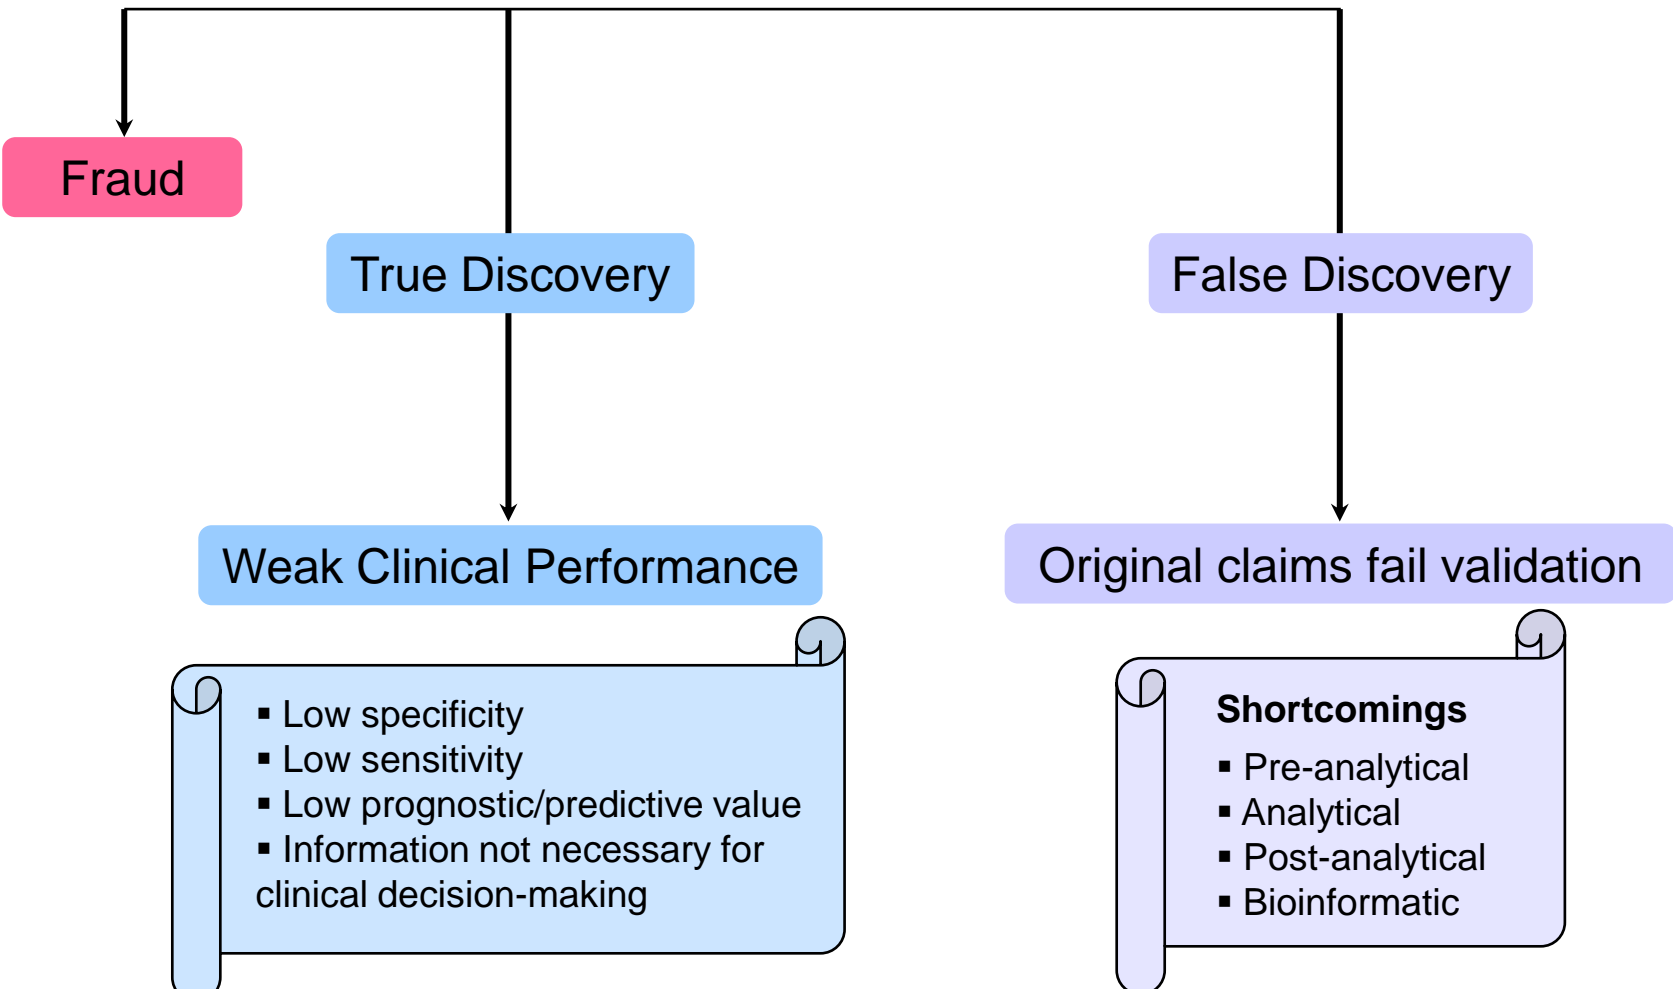 Fraud
True Discovery
False Discovery
Weak Clinical Performance
Original claims fail validation
▪ Low specificity
▪ Low sensitivity
▪ Low prognostic/predictive value
▪ Information not necessary for
clinical decision-making
Shortcomings
▪ Pre-analytical
▪ Analytical
▪ Post-analytical
▪ Bioinformatic